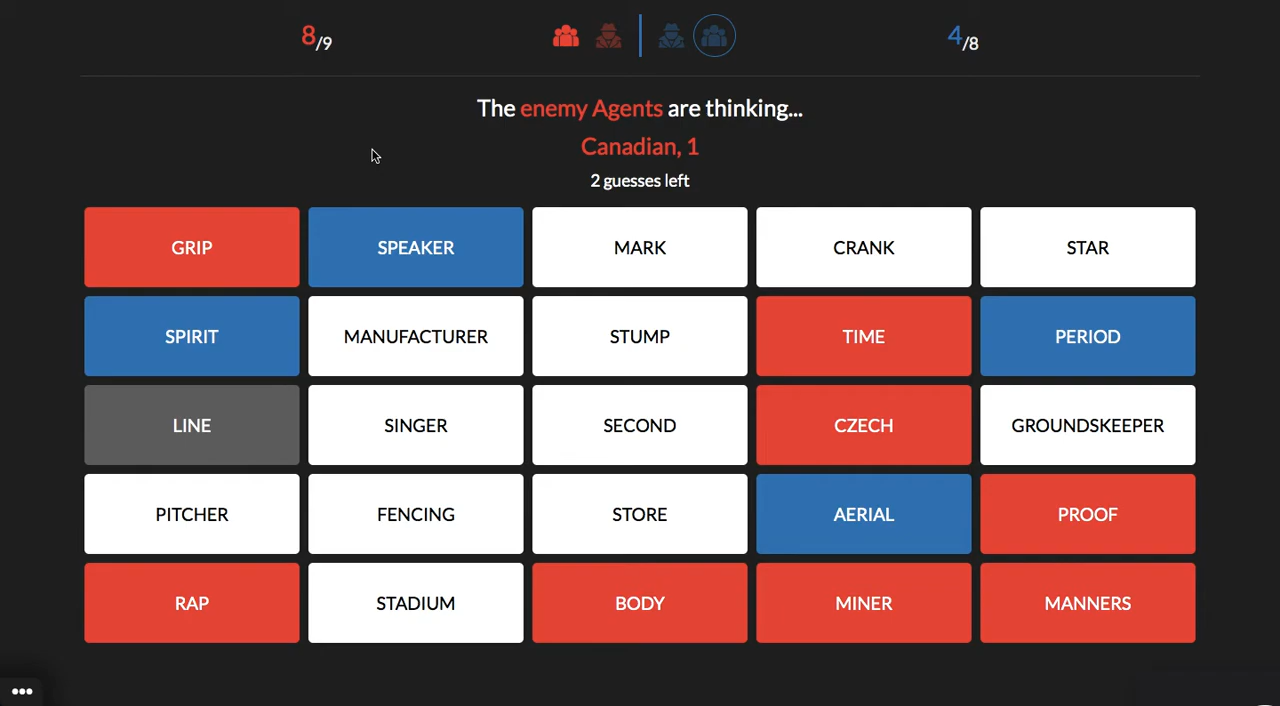 8/9
4/8
The enemy Agents are thinking...
Canadian, 1
2 guesses left
GRIP SPEAKER MARK CRANK STAR
SPIRIT MANUFACTURER STUMP TIME PERIOD
LINE SINGER SECOND CZECH GROUNDSKEEPER
PITCHER FENCING STORE AERIAL PROOF
RAP STADIUM BODY MINER MANNERS